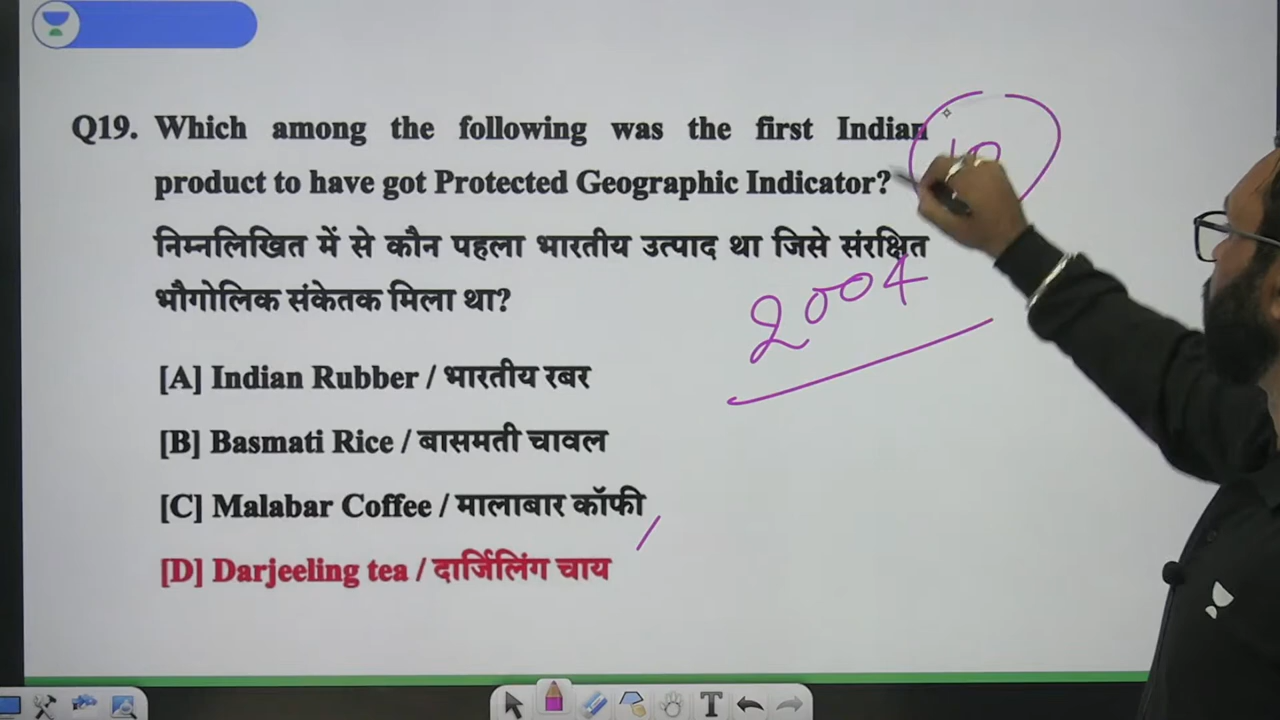 Q19. Which among the following was the first Indian
product to have got Protected Geographic Indicator?
निम्नलिखित में से कौन पहला भारतीय उत्पाद था जिसे संरक्षित
भौगोलिक संकेतक मिला था?
2004
[A] Indian Rubber / भारतीय रबर
[B] Basmati Rice / बासमती चावल
[C] Malabar Coffee / मालाबार कॉफी
[D] Darjeeling tea / दार्जिलिंग चाय
T